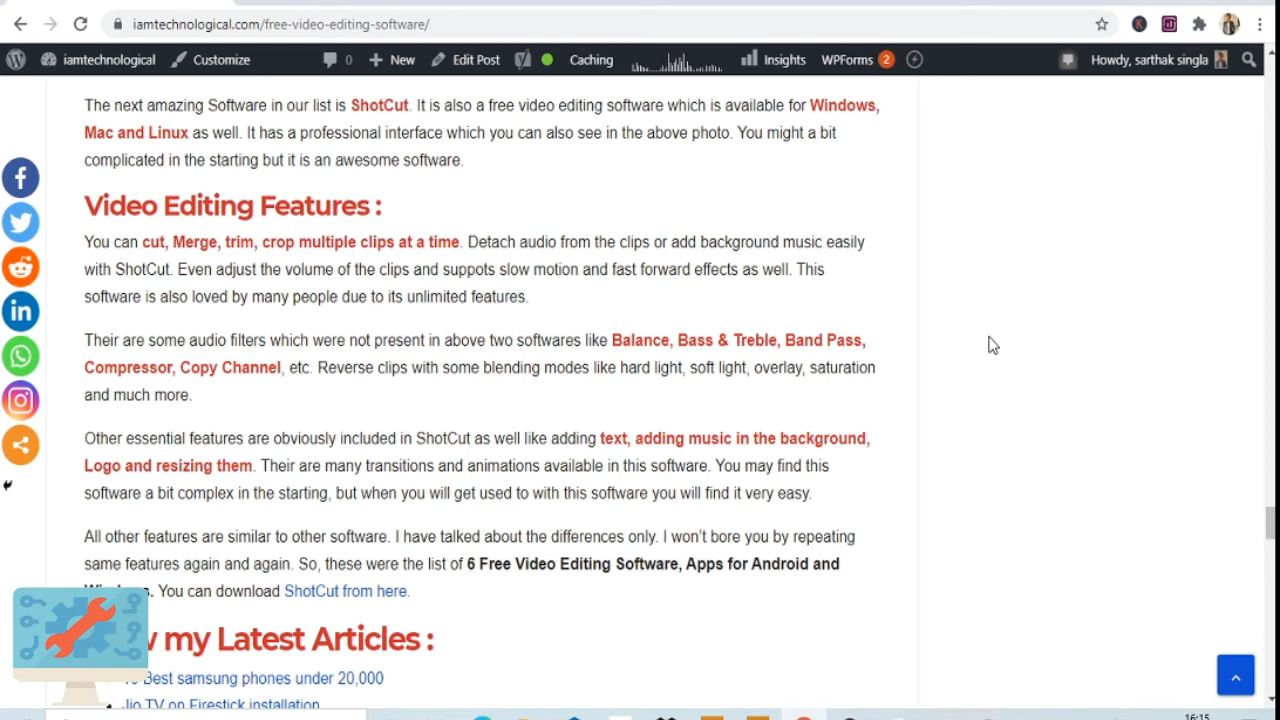 iamtechnological.com/free-video-editing-software/
iamtechnological Customize 0 New Edit Post Caching Insights WPForms 2 Howdy, sarthak singla
The next amazing Software in our list is ShotCut. It is also a free video editing software which is available for Windows,
Mac and Linux as well. It has a professional interface which you can also see in the above photo. You might a bit
complicated in the starting but it is an awesome software.
Video Editing Features :
You can cut, Merge, trim, crop multiple clips at a time. Detach audio from the clips or add background music easily
with ShotCut. Even adjust the volume of the clips and suppots slow motion and fast forward effects as well. This
software is also loved by many people due to its unlimited features.
Their are some audio filters which were not present in above two softwares like Balance, Bass & Treble, Band Pass,
Compressor, Copy Channel, etc. Reverse clips with some blending modes like hard light, soft light, overlay, saturation
and much more.
Other essential features are obviously included in ShotCut as well like adding text, adding music in the background,
Logo and resizing them. Their are many transitions and animations available in this software. You may find this
software a bit complex in the starting, but when you will get used to with this software you will find it very easy.
All other features are similar to other software. I have talked about the differences only. I won't bore you by repeating
same features again and again. So, these were the list of 6 Free Video Editing Software, Apps for Android and
You can download ShotCut from here.
my Latest Articles :
Best samsung phones under 20,000
Jio TV on Firestick installation
16:15